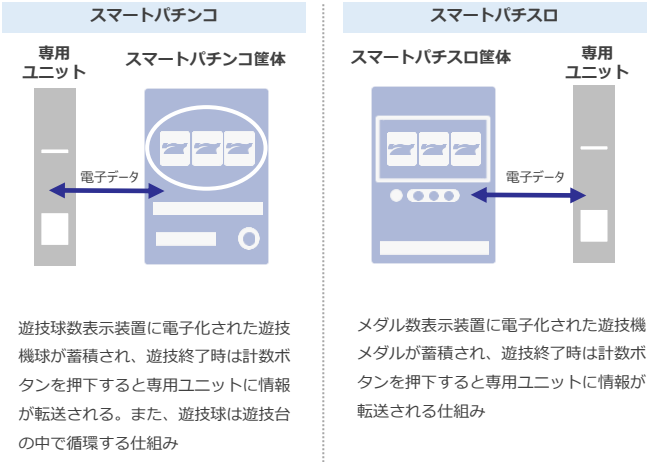 スマートパチンコ
専用
ユニット
スマートパチンコ筐体
電子データ
遊技球数表示装置に電子化された遊技
機球が蓄積され、遊技終了時は計数ボ
タンを押下すると専用ユニットに情報
が転送される。また、遊技球は遊技台
の中で循環する仕組み
スマートパチスロ
スマートパチスロ筐体
専用
ユニット
電子データ
メダル数表示装置に電子化された遊技機
メダルが蓄積され、遊技終了時は計数ボ
タンを押下すると専用ユニットに情報が
転送される仕組み